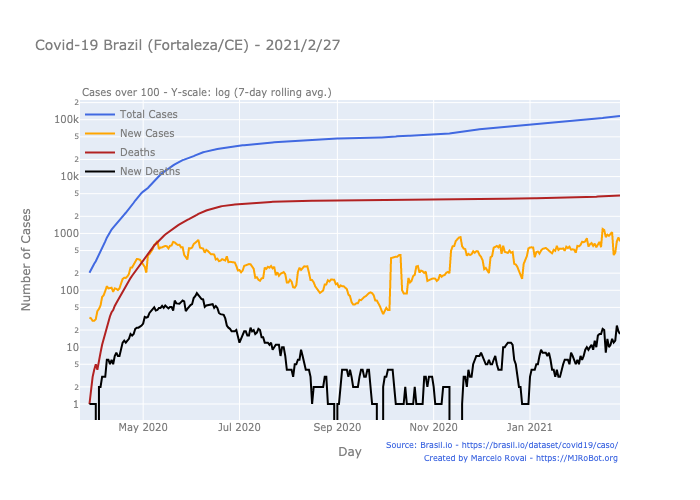 Covid-19 Brazil (Fortaleza/CE) - 2021/2/27
Cases over 100 - Y-scale: log (7-day rolling avg.)
2
100k
5
2
10k
5
2
1000
5
2
100
5
2
10
5
2
1
Total Cases
New Cases
Deaths
New Deaths
Number of Cases
May 2020
Jul 2020
Sep 2020
Nov 2020
Jan 2021
Day
Source: Brasil.io - https://brasil.io/dataset/covid19/caso/
Created by Marcelo Rovai - https://MJRoBot.org